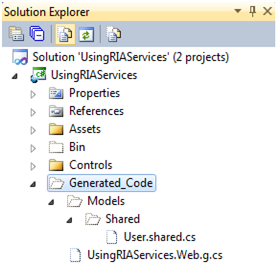 Solution Explorer
Solution 'UsingRIAServices' (2 projects)
UsingRIAServices
Properties
References
Assets
Bin
Controls
Generated_Code
Models
Shared
User.shared.cs
UsingRIAServices.Web.g.cs